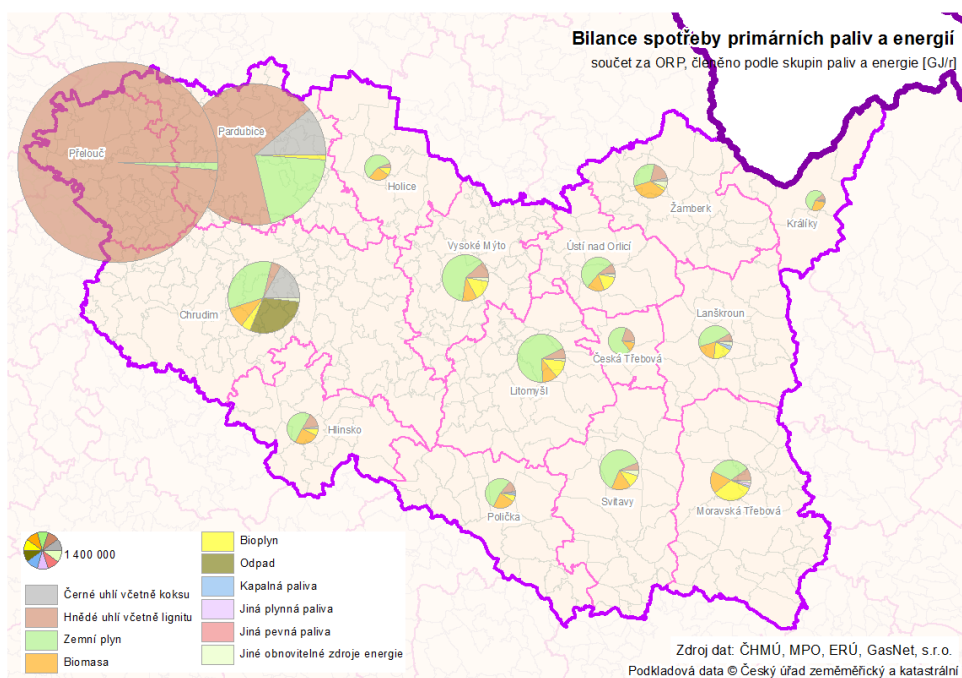 Bilance spotřeby primárních paliv a energií
součet za ORP, členěno podle skupin paliv a energie [GJ/r]
Pardubice
Přelouč
Holice
Žamberk
Králíky
Vysoké Mýto
Ústí nad Orlicí
Chrudim
Lanškroun
Česká Třebová
Litomyšl
Hlinsko
Svitavy
Moravská Třebová
Polička
1 400 000
Černé uhlí včetně koksu
Hnědé uhlí včetně lignitu
Zemní plyn
Biomasa
Bioplyn
Odpad
Kapalná paliva
Jiná plynná paliva
Jiná pevná paliva
Jiné obnovitelné zdroje energie
Zdroj dat: ČHMÚ, MPO, ERÚ, GasNet, s.r.o.
Podkladová data © Český úřad zeměměřický a katastrální